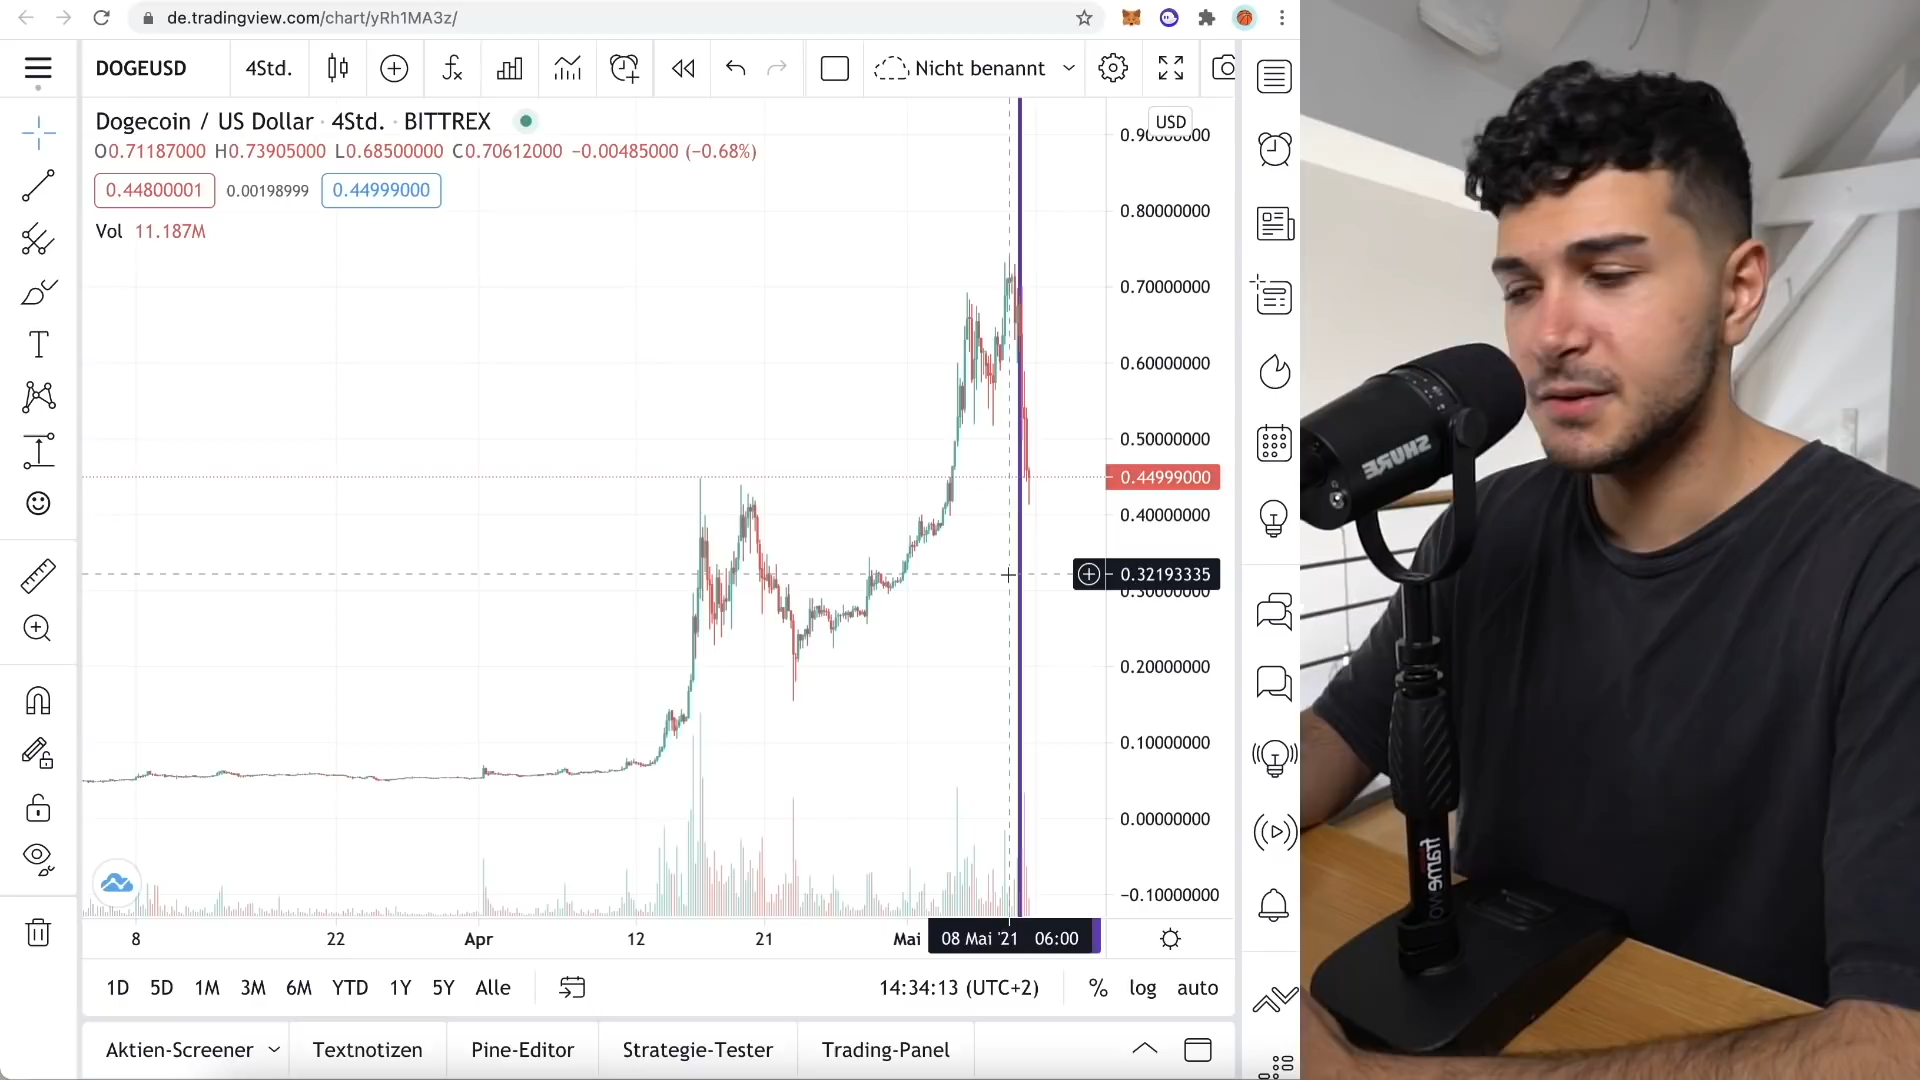 de.tradingview.com/chart/yRh1MA3z/
DOGEUSD 4Std. Nicht benannt
Dogecoin / US Dollar · 4Std. · BITTREX
O0.71187000 H0.73905000 L0.68500000 C0.70612000 −0.00485000 (−0.68%)
0.44800001 0.00198999 0.44999000
Vol 11.187M
USD
0.80000000
0.70000000
0.60000000
0.50000000
0.44999000
0.40000000
0.32193335
0.30000000
0.20000000
0.10000000
0.00000000
−0.10000000
8 22 Apr 12 21 Mai 08 Mai '21 06:00
1D 5D 1M 3M 6M YTD 1Y 5Y Alle 14:34:13 (UTC+2) % log auto
Aktien-Screener Textnotizen Pine-Editor Strategie-Tester Trading-Panel
SHURE
frame